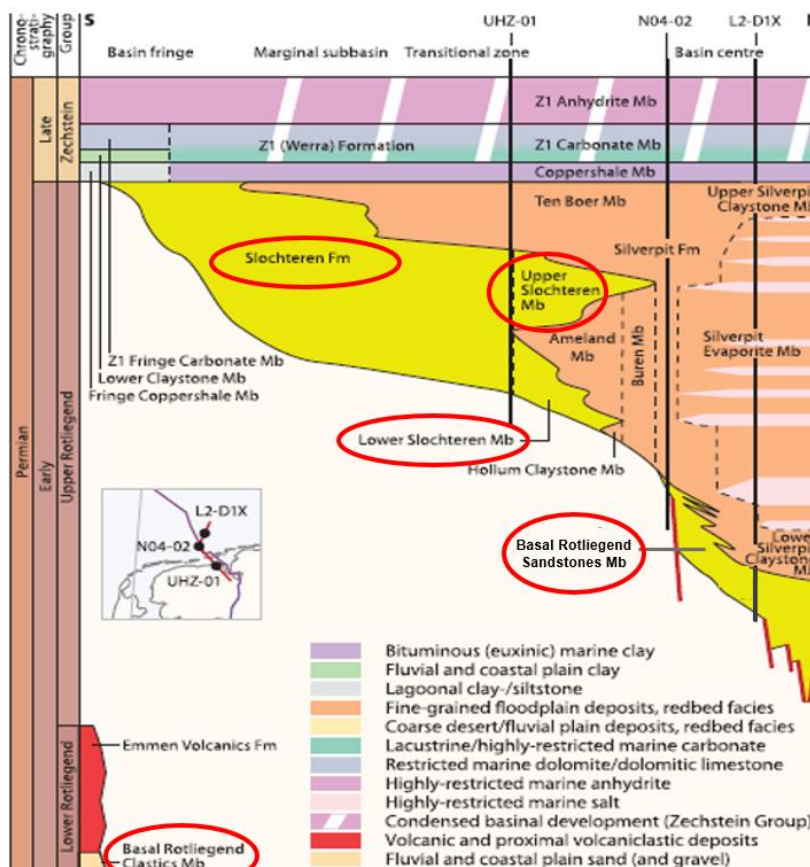 Chrono-
strati-
graphy
Group
S
UHZ-01
N04-02
L2-D1X
Basin fringe
Marginal subbasin
Transitional zone
Basin centre
Permian
Late
Early
Zechstein
Upper Rotliegend
Lower Rotliegend
Z1 Anhydrite Mb
Z1 (Werra) Formation
Z1 Carbonate Mb
Coppershale Mb
Ten Boer Mb
Upper Silverpi
Claystone M
Silverpit Fm
Slochteren Fm
Upper
Slochteren
Mb
Ameland
Mb
Buren Mb
Silverpit
Evaporite Mb
Z1 Fringe Carbonate Mb
Lower Claystone Mb
Fringe Coppershale Mb
Lower Slochteren Mb
Hollum Claystone Mb
Basal Rotliegend
Sandstones Mb
Lowe
Silverpi
Clayston
M
L2-D1X
N04-02
UHZ-01
Bituminous (euxinic) marine clay
Fluvial and coastal plain clay
Lagoonal clay-/siltstone
Fine-grained floodplain deposits, redbed facies
Coarse desert/fluvial plain deposits, redbed facies
Lacustrine/highly-restricted marine carbonate
Restricted marine dolomite/dolomitic limestone
Highly-restricted marine anhydrite
Highly-restricted marine salt
Condensed basinal development (Zechstein Group)
Volcanic and proximal volcaniclastic deposits
Fluvial and coastal plain sand (and gravel)
Emmen Volcanics Fm
Basal Rotliegend
Clastics Mb